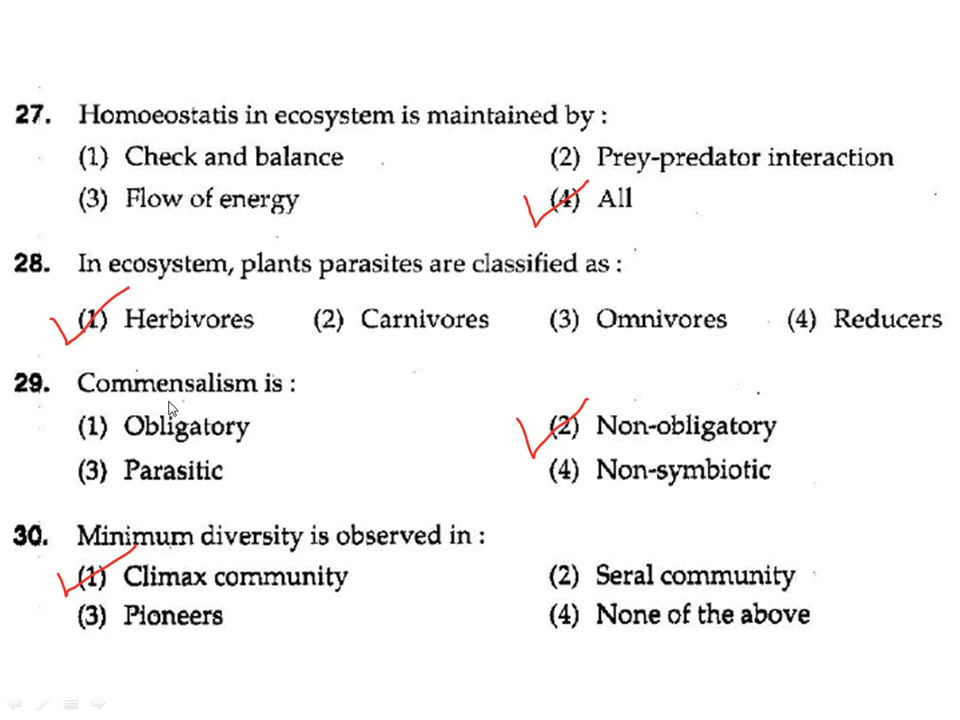 27. Homoeostatis in ecosystem is maintained by :
(1) Check and balance (2) Prey-predator interaction
(3) Flow of energy (4) All
28. In ecosystem, plants parasites are classified as :
(1) Herbivores (2) Carnivores (3) Omnivores (4) Reducers
29. Commensalism is :
(1) Obligatory (2) Non-obligatory
(3) Parasitic (4) Non-symbiotic
30. Minimum diversity is observed in :
(1) Climax community (2) Seral community
(3) Pioneers (4) None of the above